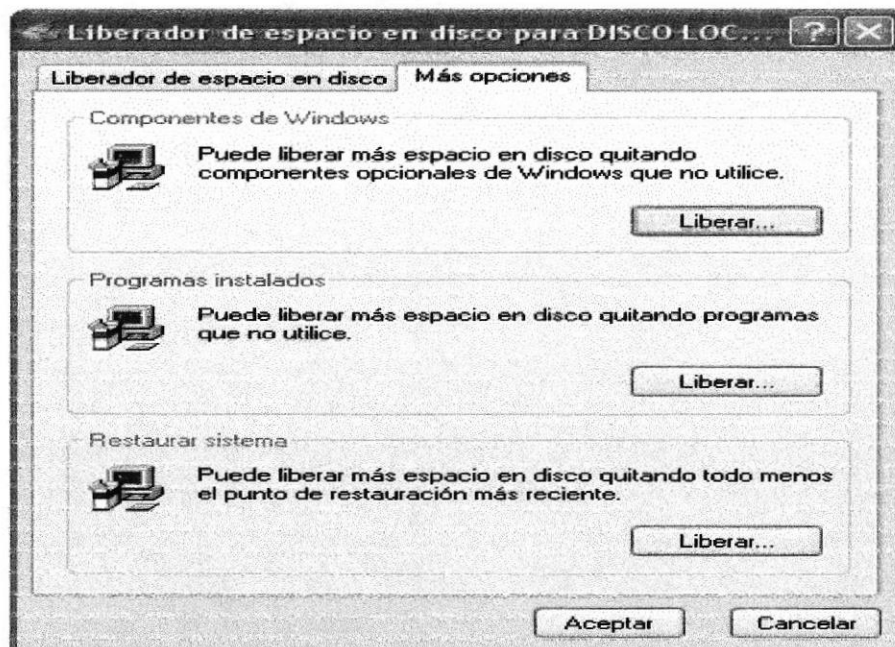 Liberador de espacio en disco para DISCO LOC...
Liberador de espacio en disco
Más opciones
Componentes de Windows
Puede liberar más espacio en disco quitando
componentes opcionales de Windows que no utilice.
Liberar...
Programas instalados
Puede liberar más espacio en disco quitando programas
que no utilice.
Liberar...
Restaurar sistema
Puede liberar más espacio en disco quitando todo menos
el punto de restauración más reciente.
Liberar...
Aceptar
Cancelar